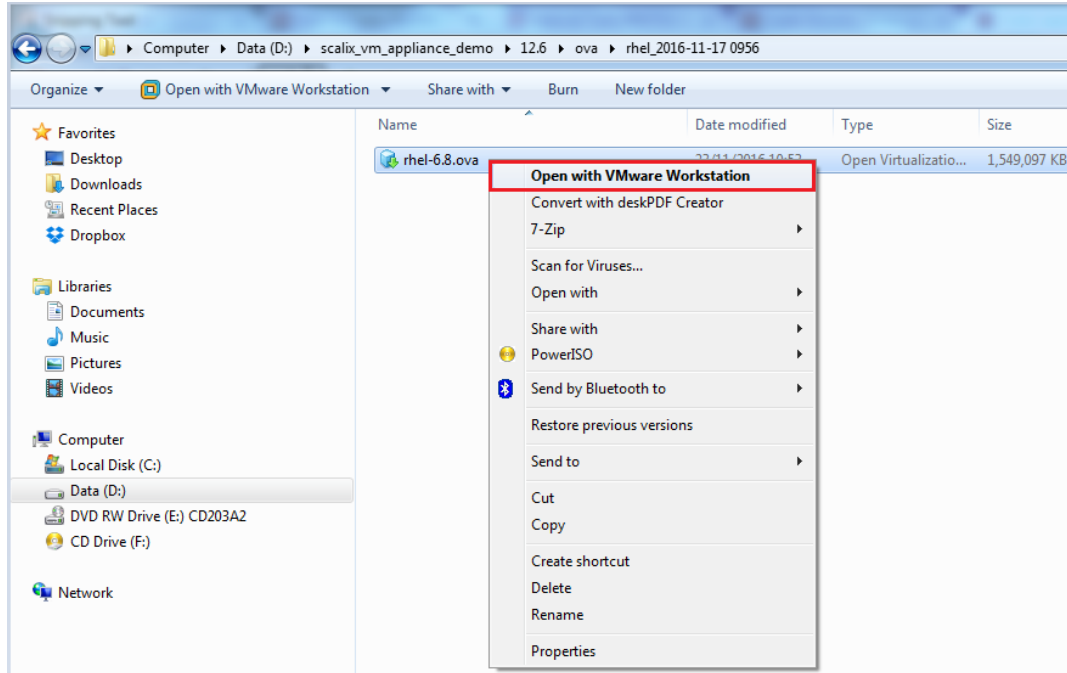 Computer ▸ Data (D:) ▸ scalix_vm_appliance_demo ▸ 12.6 ▸ ova ▸ rhel_2016-11-17 0956
Organize Open with VMware Workstation Share with Burn New folder
Name Date modified Type Size
rhel-6.8.ova Open Virtualizatio... 1,549,097 KB
Favorites
Desktop
Downloads
Recent Places
Dropbox
Libraries
Documents
Music
Pictures
Videos
Computer
Local Disk (C:)
Data (D:)
DVD RW Drive (E:) CD203A2
CD Drive (F:)
Network
Open with VMware Workstation
Convert with deskPDF Creator
7-Zip
Scan for Viruses...
Open with
Share with
PowerISO
Send by Bluetooth to
Restore previous versions
Send to
Cut
Copy
Create shortcut
Delete
Rename
Properties